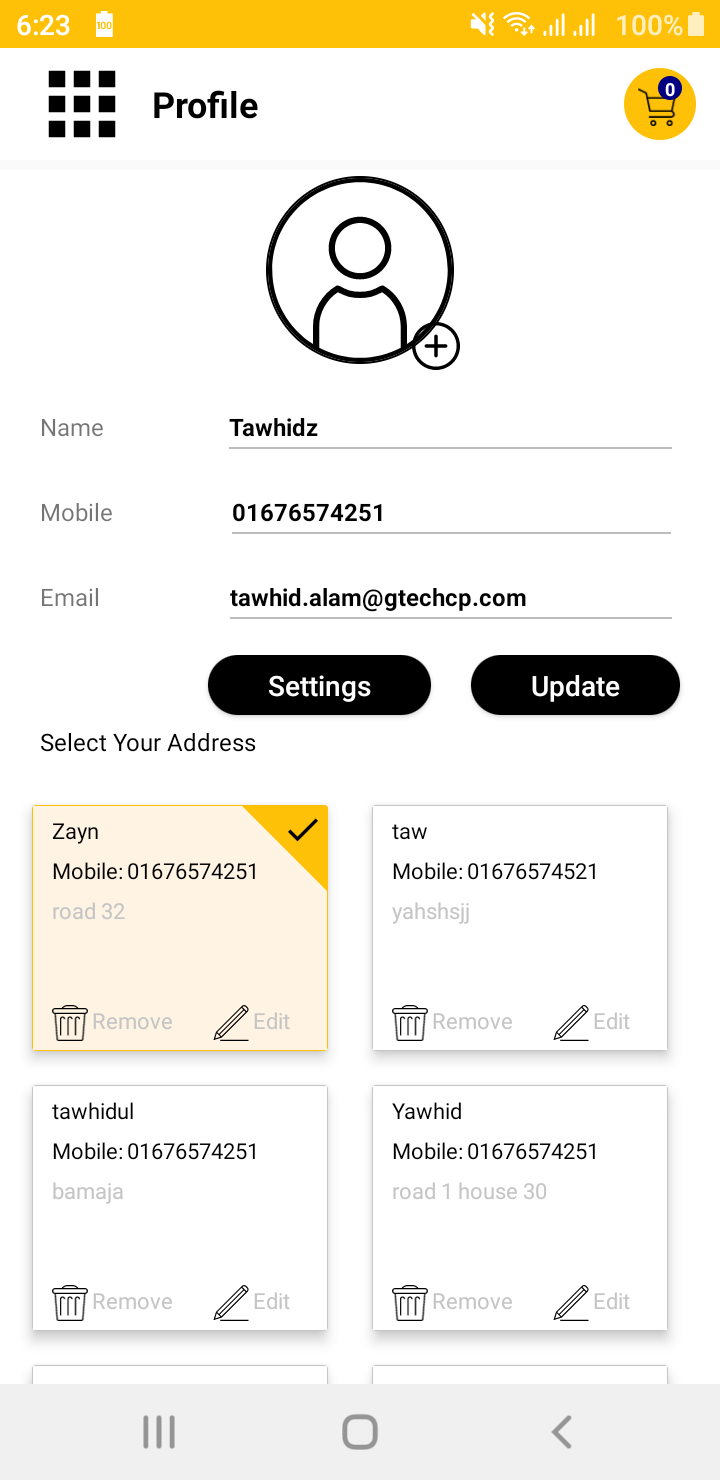 6:23 100 100%
Profile
0
Name Tawhidz
Mobile 01676574251
Email tawhid.alam@gtechcp.com
Settings Update
Select Your Address
Zayn
Mobile: 01676574251
road 32
Remove Edit
taw
Mobile: 01676574521
yahshsjj
Remove Edit
tawhidul
Mobile: 01676574251
bamaja
Remove Edit
Yawhid
Mobile: 01676574251
road 1 house 30
Remove Edit